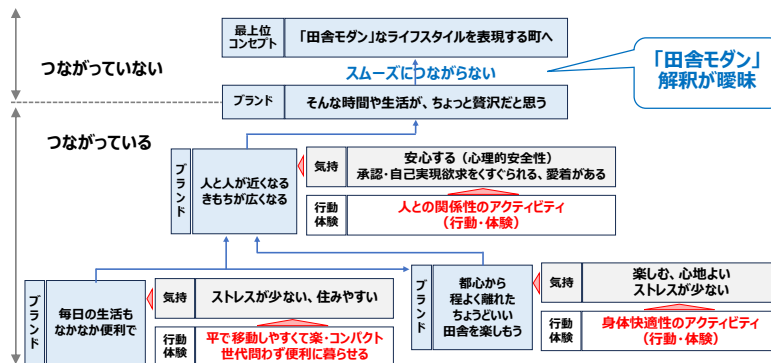 最上位
コンセプト
「田舎モダン」なライフスタイルを表現する町へ
つながっていない
スムーズにつながらない
「田舎モダン」
解釈が曖昧
ブランド
そんな時間や生活が、ちょっと贅沢だと思う
つながっている
ブランド
人と人が近くなる
きもちが広くなる
気持
安心する（心理的安全性）
承認・自己実現欲求をくすぐられる、愛着がある
行動
体験
人との関係性のアクティビティ
（行動・体験）
ブランド
毎日の生活も
なかなか便利で
気持
ストレスが少ない、住みやすい
行動
体験
平で移動しやすくて楽・コンパクト
世代問わず便利に暮らせる
ブランド
都心から
程よく離れた
ちょうどいい
田舎を楽しもう
気持
楽しむ、心地よい
ストレスが少ない
行動
体験
身体快適性のアクティビティ
（行動・体験）